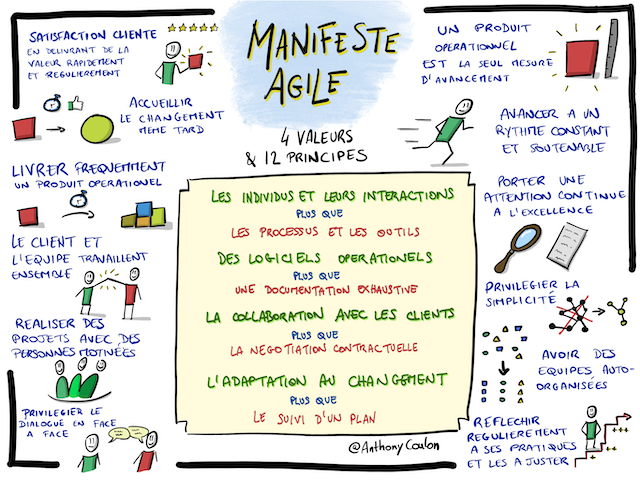 MANIFESTE
AGILE
4 VALEURS
& 12 PRINCIPES
SATISFACTION CLIENTE
EN DELIVRANT DE LA
VALEUR RAPIDEMENT
ET REGULIEREMENT
ACCUEILLIR
LE CHANGEMENT
MEME TARD
LIVRER FREQUEMMENT
UN PRODUIT OPERATIONEL
LE CLIENT ET
L'EQUIPE TRAVAILLENT
ENSEMBLE
REALISER DES
PROJETS AVEC DES
PERSONNES MOTIVÉES
PRIVILEGIER LE
DIALOGUE EN FACE
A FACE
LES INDIVIDUS ET LEURS INTERACTIONS
PLUS QUE
LES PROCESSUS ET LES OUTILS
DES LOGICIELS OPERATIONELS
PLUS QUE
UNE DOCUMENTATION EXHAUSTIVE
LA COLLABORATION AVEC LES CLIENTS
PLUS QUE
LA NEGOTIATION CONTRACTUELLE
L'ADAPTATION AU CHANGEMENT
PLUS QUE
LE SUIVI D'UN PLAN
@Anthony Coulon
UN PRODUIT
OPERATIONNEL
EST LA SEUL MESURE
D'AVANCEMENT
AVANCER A UN
RYTHME CONSTANT
ET SOUTENABLE
PORTER UNE
ATTENTION CONTINUE
A L'EXCELLENCE
PRIVILEGIER LA
SIMPLICITÉ
AVOIR DES
EQUIPES AUTO-
ORGANISÉES
REFLECHIR
REGULIEREMENT
A SES PRATIQUES
ET LES AJUSTER